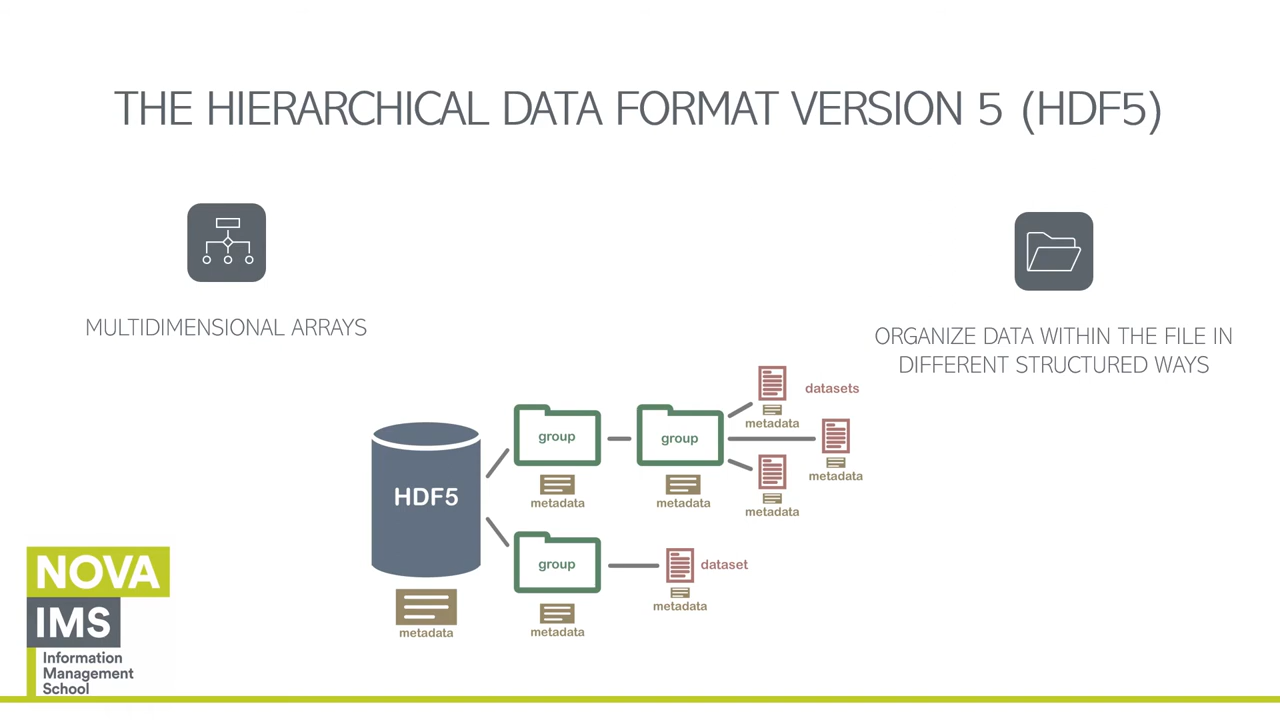 THE HIERARCHICAL DATA FORMAT VERSION 5 (HDF5)
MULTIDIMENSIONAL ARRAYS
ORGANIZE DATA WITHIN THE FILE IN
DIFFERENT STRUCTURED WAYS
datasets
metadata
group
group
metadata
metadata
metadata
HDF5
metadata
metadata
group
dataset
metadata
metadata
metadata
NOVA
IMS
Information
Management
School